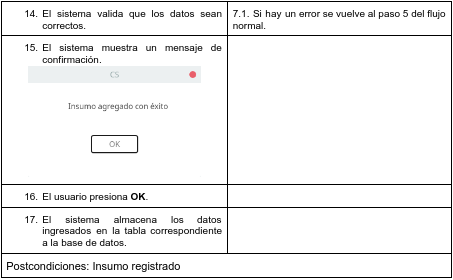 14. El sistema valida que los datos sean
correctos.
7.1. Si hay un error se vuelve al paso 5 del flujo
normal.
15. El sistema muestra un mensaje de
confirmación.
CS
Insumo agregado con éxito
OK
16. El usuario presiona OK.
17. El sistema almacena los datos
ingresados en la tabla correspondiente
a la base de datos.
Postcondiciones: Insumo registrado